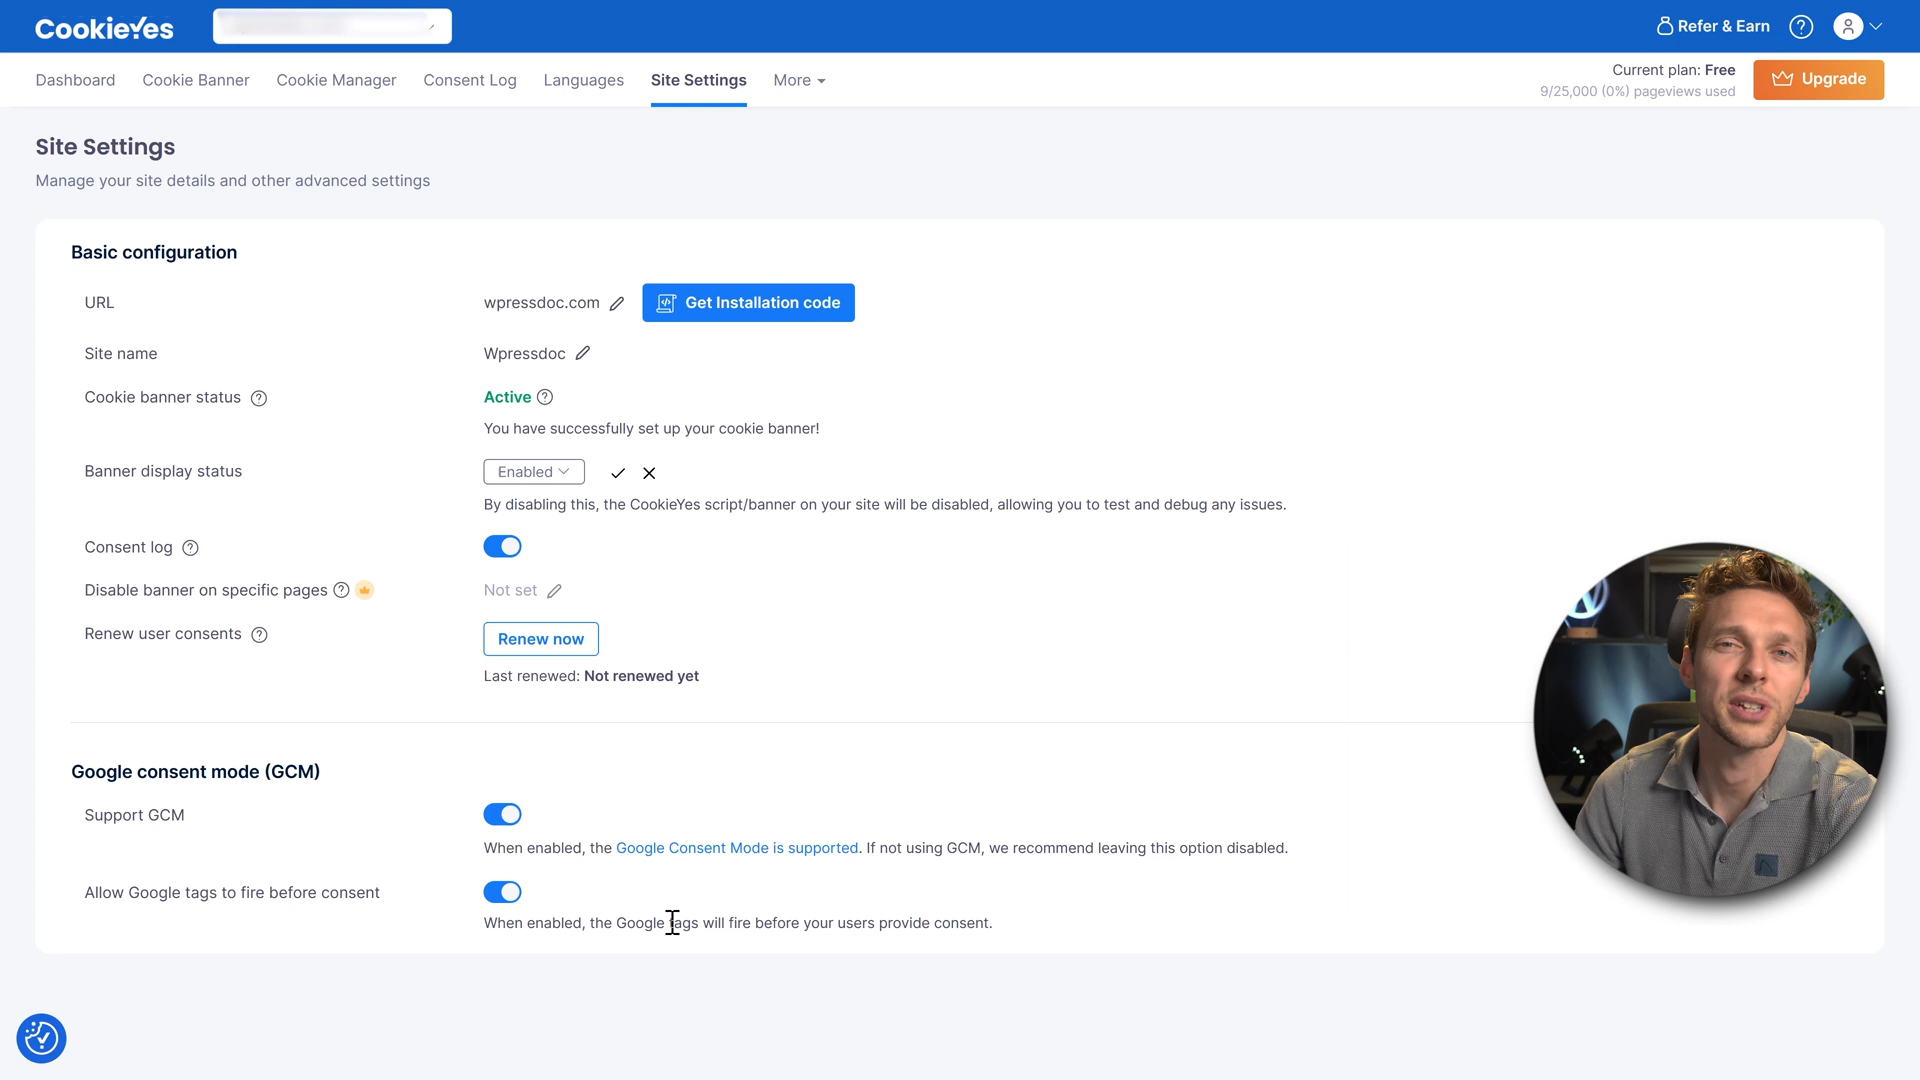 CookieYes
Refer & Earn
Dashboard Cookie Banner Cookie Manager Consent Log Languages Site Settings More
Current plan: Free
9/25,000 (0%) pageviews used
Upgrade
Site Settings
Manage your site details and other advanced settings
Basic configuration
URL wpressdoc.com Get Installation code
Site name Wpressdoc
Cookie banner status Active
You have successfully set up your cookie banner!
Banner display status Enabled
By disabling this, the CookieYes script/banner on your site will be disabled, allowing you to test and debug any issues.
Consent log
Disable banner on specific pages Not set
Renew user consents Renew now
Last renewed: Not renewed yet
Google consent mode (GCM)
Support GCM
When enabled, the Google Consent Mode is supported. If not using GCM, we recommend leaving this option disabled.
Allow Google tags to fire before consent
When enabled, the Google tags will fire before your users provide consent.